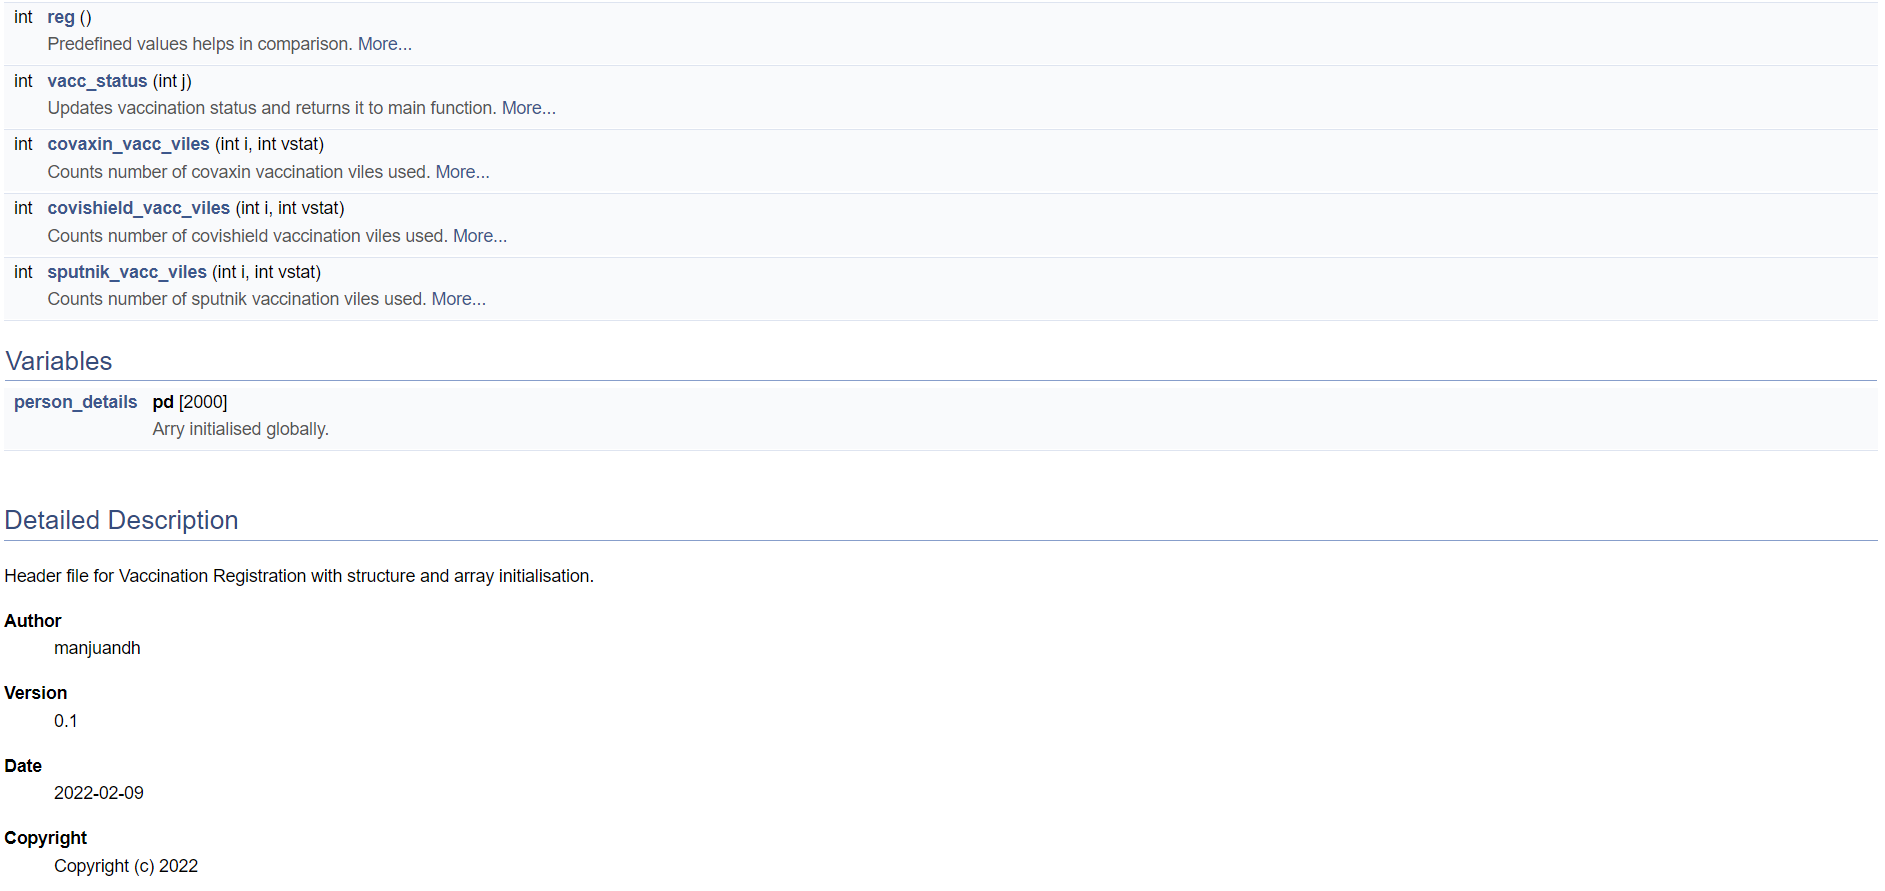 int reg ()
Predefined values helps in comparison. More...
int vacc_status (int j)
Updates vaccination status and returns it to main function. More...
int covaxin_vacc_viles (int i, int vstat)
Counts number of covaxin vaccination viles used. More...
int covishield_vacc_viles (int i, int vstat)
Counts number of covishield vaccination viles used. More...
int sputnik_vacc_viles (int i, int vstat)
Counts number of sputnik vaccination viles used. More...
Variables
person_details pd [2000]
Arry initialised globally.
Detailed Description
Header file for Vaccination Registration with structure and array initialisation.
Author
manjuandh
Version
0.1
Date
2022-02-09
Copyright
Copyright (c) 2022